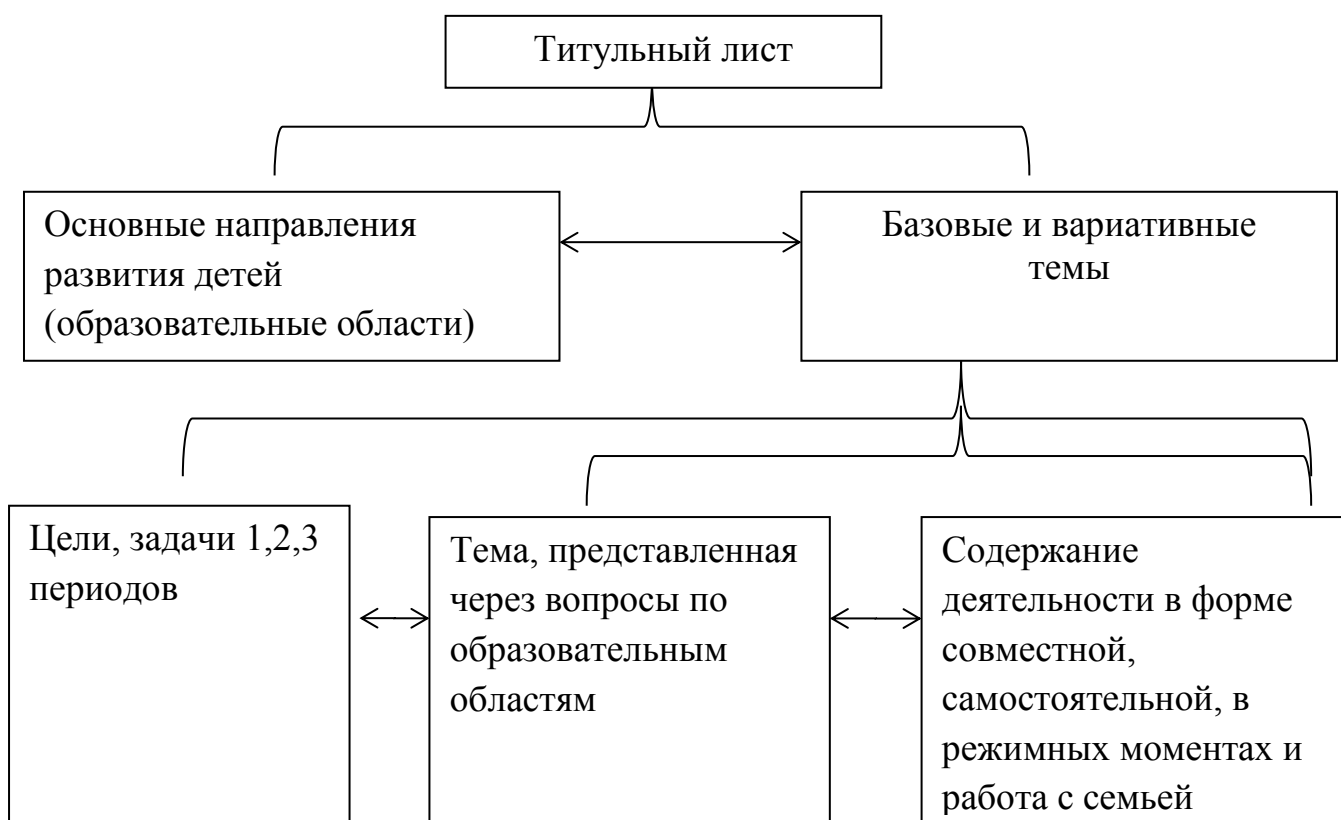 Титульный лист
Основные направления
развития детей
(образовательные области)
Базовые и вариативные
темы
Цели, задачи 1,2,3
периодов
Тема, представленная
через вопросы по
образовательным
областям
Содержание
деятельности в форме
совместной,
самостоятельной, в
режимных моментах и
работа с семьей